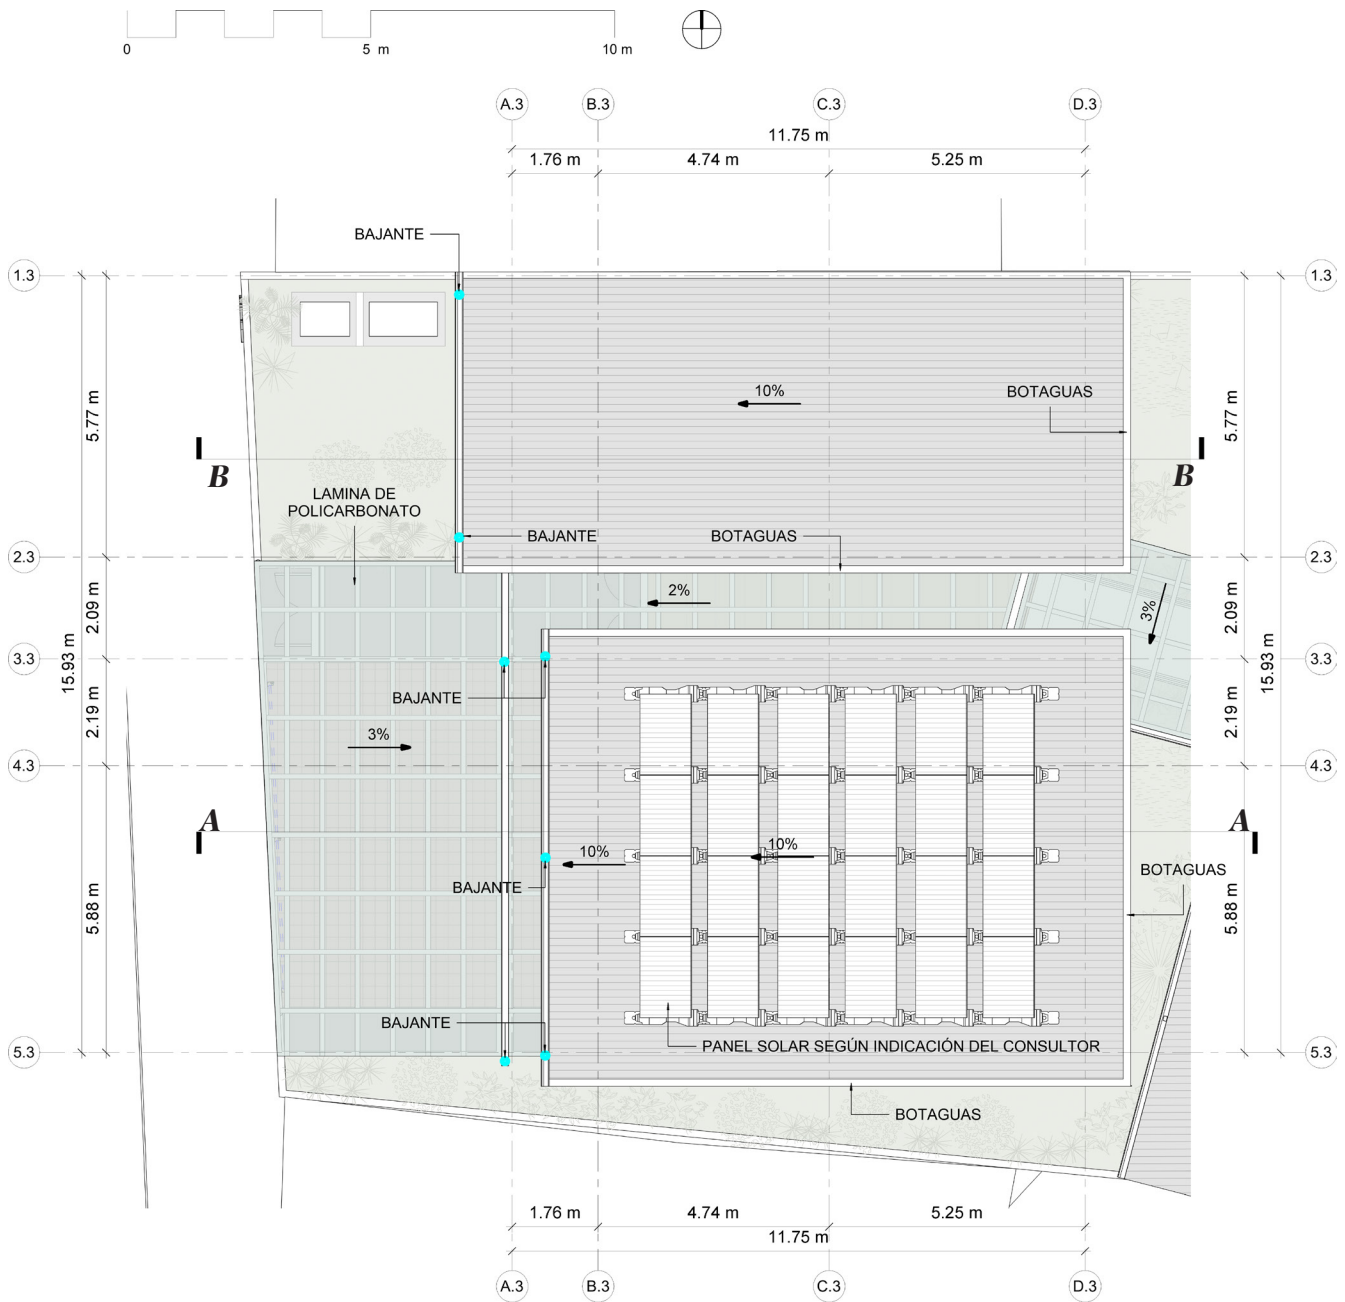 0
5 m
10 m
A.3
B.3
C.3
D.3
11.75 m
1.76 m
4.74 m
5.25 m
BAJANTE
1.3
1.3
10%
BOTAGUAS
5.77 m
5.77 m
B
B
LAMINA DE
POLICARBONATO
BAJANTE
BOTAGUAS
2.3
2.3
2%
3%
2.09 m
2.09 m
15.93 m
15.93 m
3.3
3.3
BAJANTE
2.19 m
2.19 m
3%
4.3
4.3
A
A
10%
10%
BOTAGUAS
BAJANTE
5.88 m
5.88 m
BAJANTE
PANEL SOLAR SEGÚN INDICACIÓN DEL CONSULTOR
5.3
5.3
BOTAGUAS
1.76 m
4.74 m
5.25 m
11.75 m
A.3
B.3
C.3
D.3